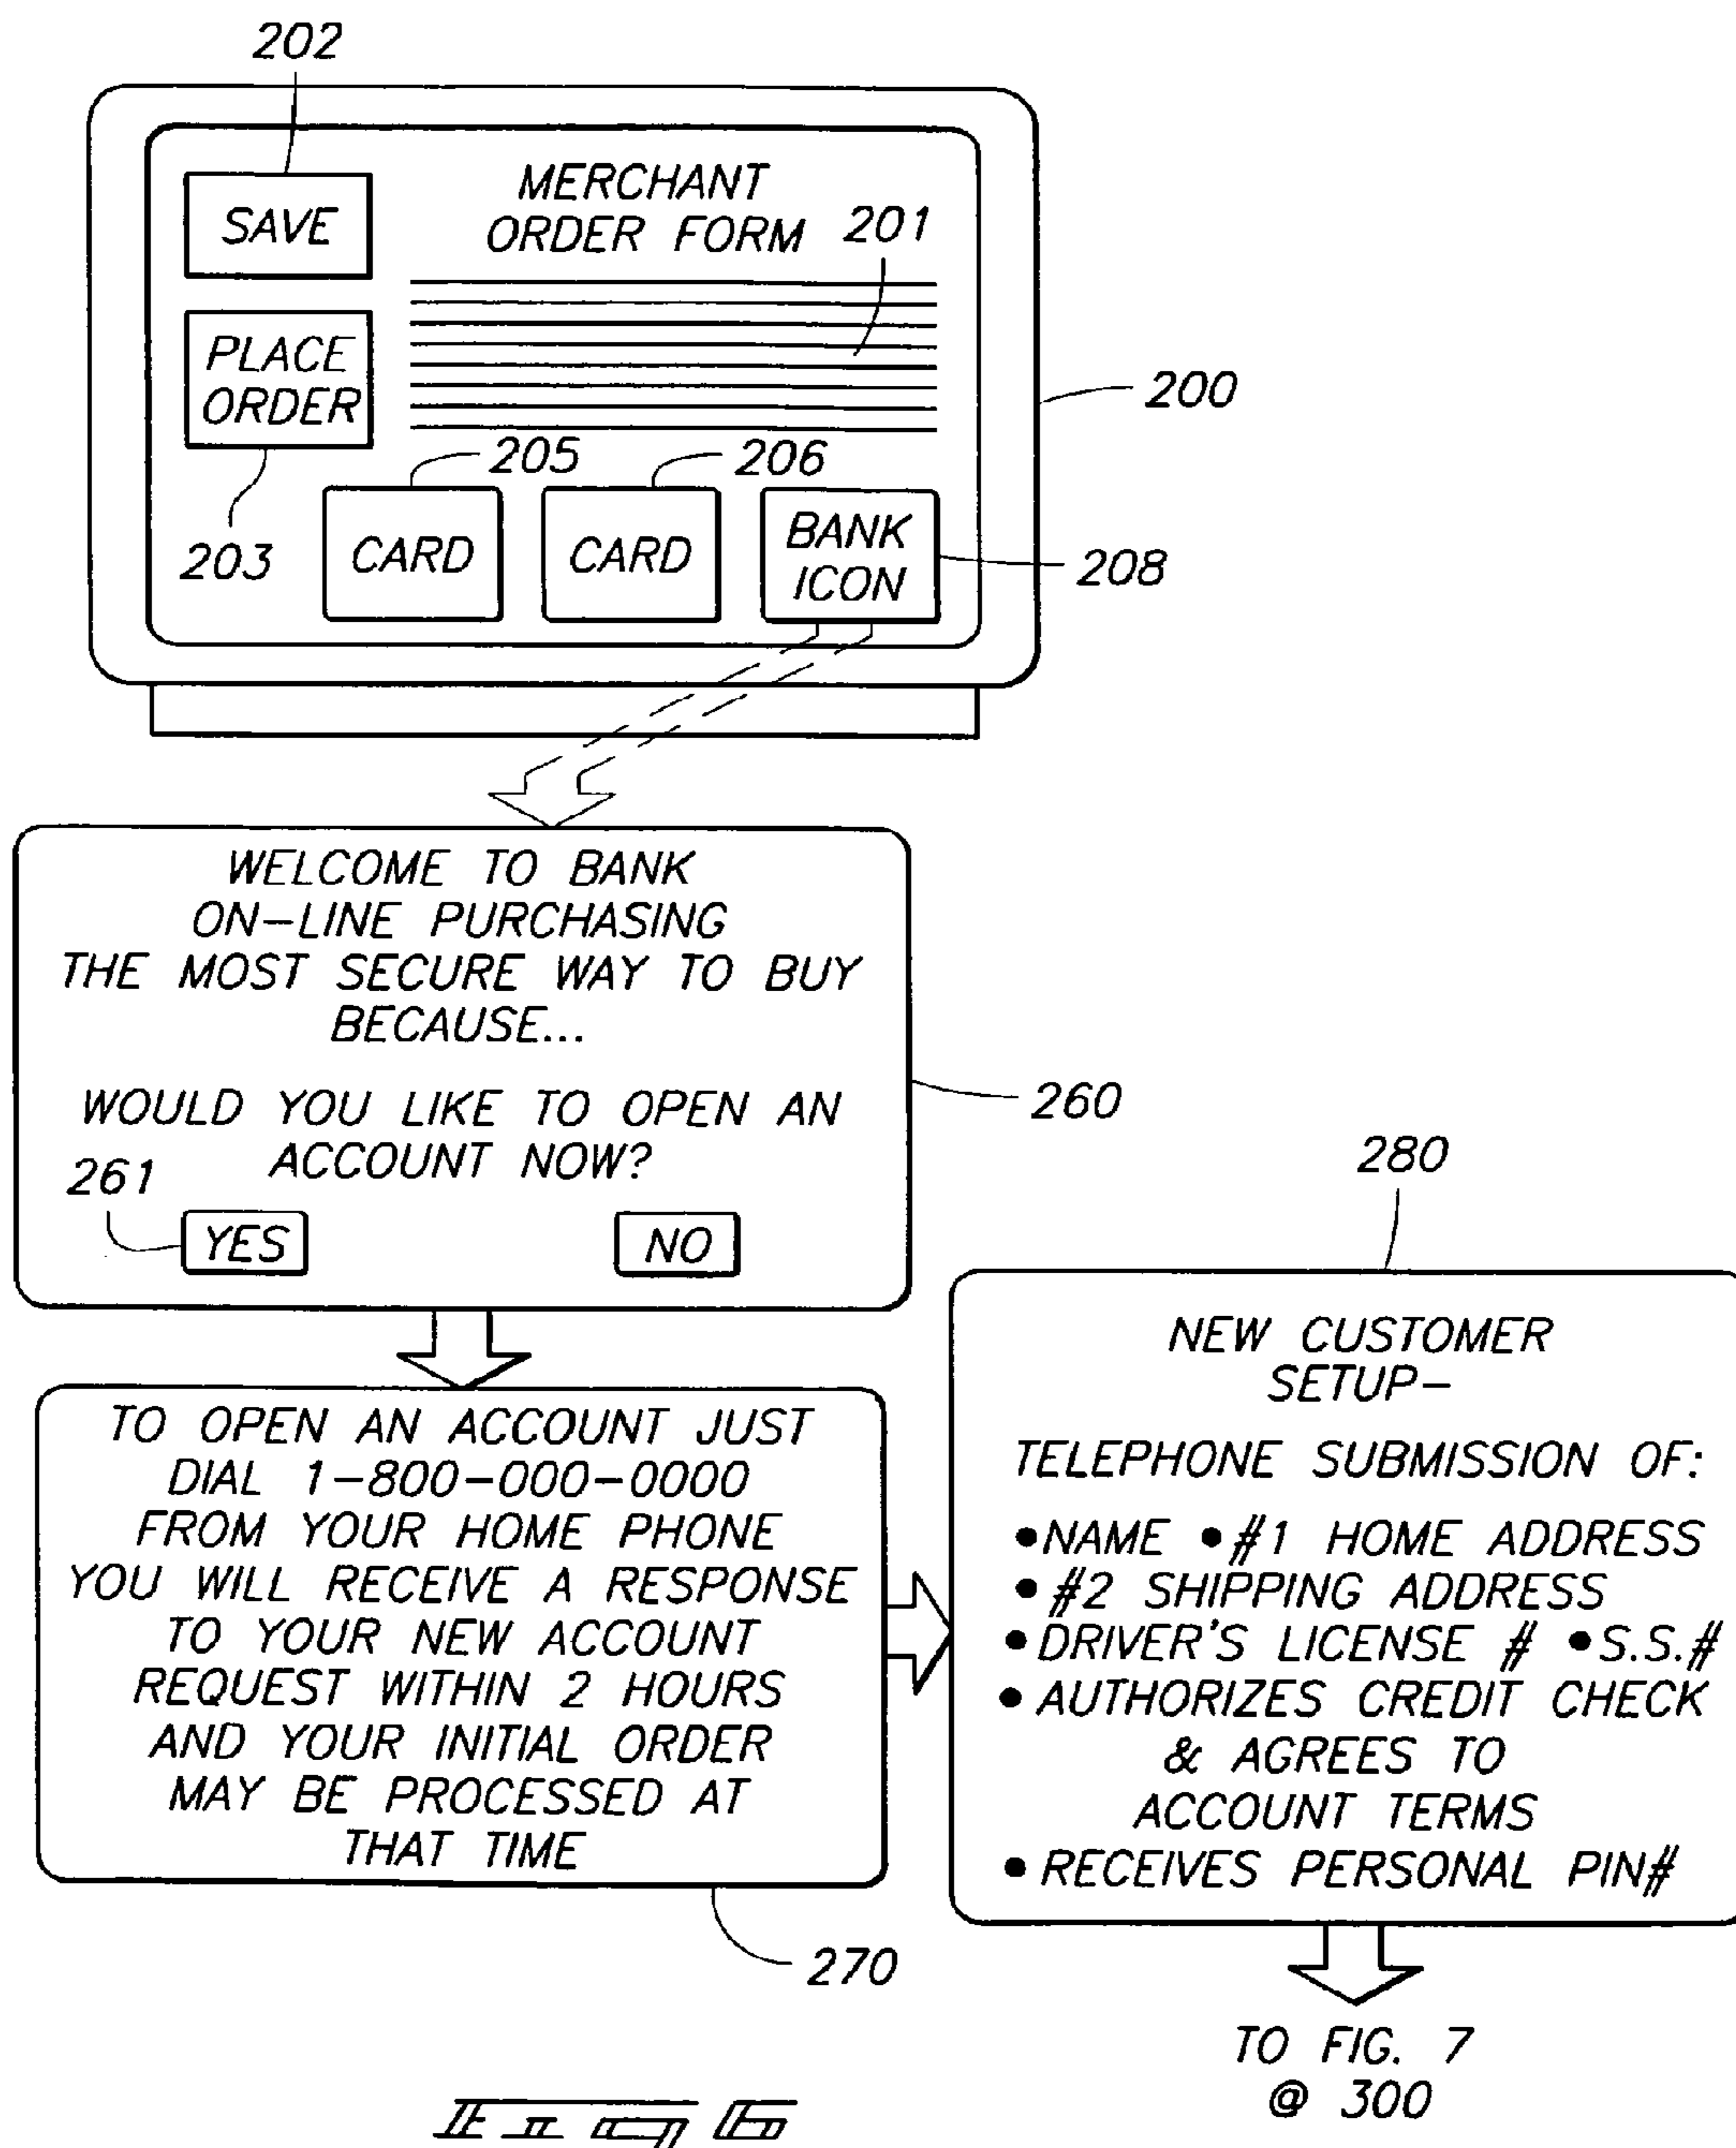 202
SAVE
MERCHANT
ORDER FORM
201
PLACE
ORDER
200
205
206
203
CARD
CARD
BANK
ICON
208
WELCOME TO BANK
ON-LINE PURCHASING
THE MOST SECURE WAY TO BUY
BECAUSE...
WOULD YOU LIKE TO OPEN AN
ACCOUNT NOW?
260
261
YES
NO
TO OPEN AN ACCOUNT JUST
DIAL 1-800-000-0000
FROM YOUR HOME PHONE
YOU WILL RECEIVE A RESPONSE
TO YOUR NEW ACCOUNT
REQUEST WITHIN 2 HOURS
AND YOUR INITIAL ORDER
MAY BE PROCESSED AT
THAT TIME
270
280
NEW CUSTOMER
SETUP-
TELEPHONE SUBMISSION OF:
•NAME •#1 HOME ADDRESS
• #2 SHIPPING ADDRESS
• DRIVER'S LICENSE # •S.S.#
• AUTHORIZES CREDIT CHECK
& AGREES TO
ACCOUNT TERMS
• RECEIVES PERSONAL PIN#
TO FIG. 7
@ 300
Fig 6